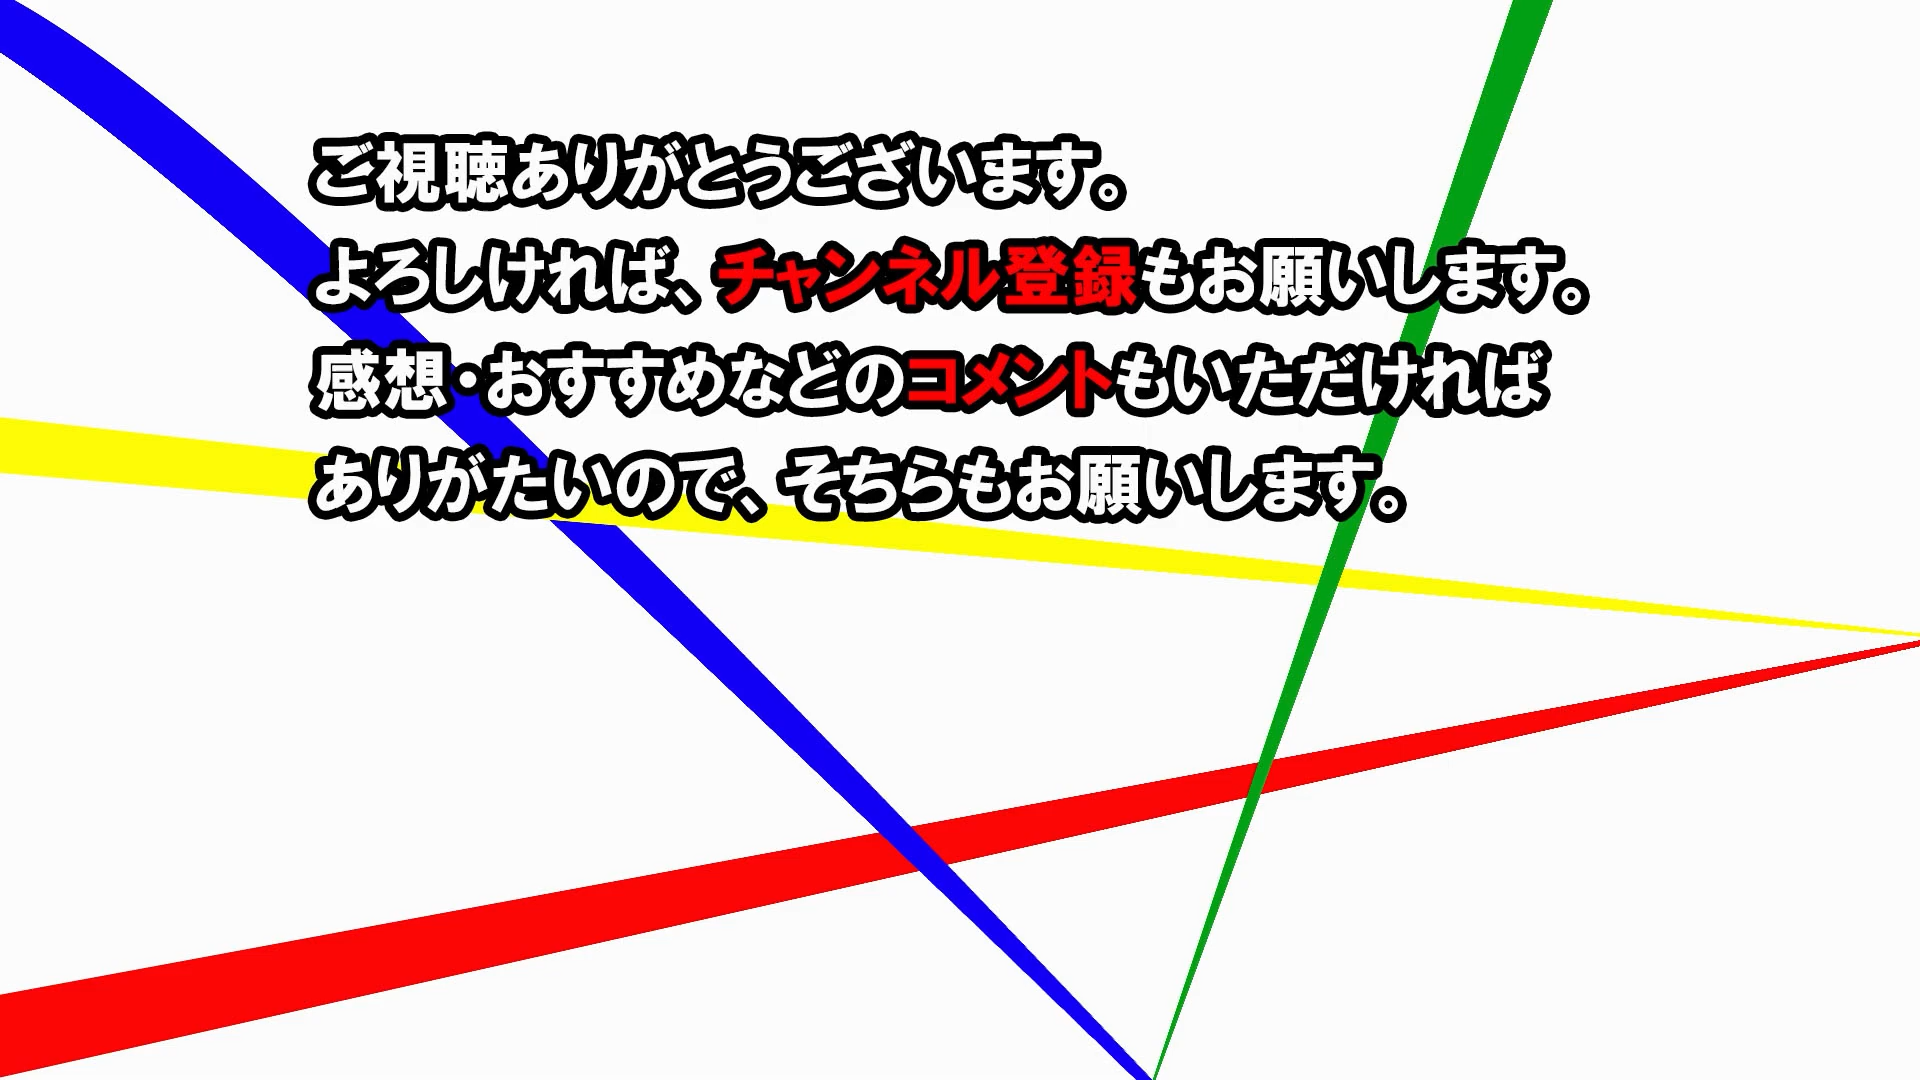 ご視聴ありがとうございます。
よろしければ、チャンネル登録もお願いします。
感想・おすすめなどのコメントもいただければ
ありがたいので、そちらもお願いします。